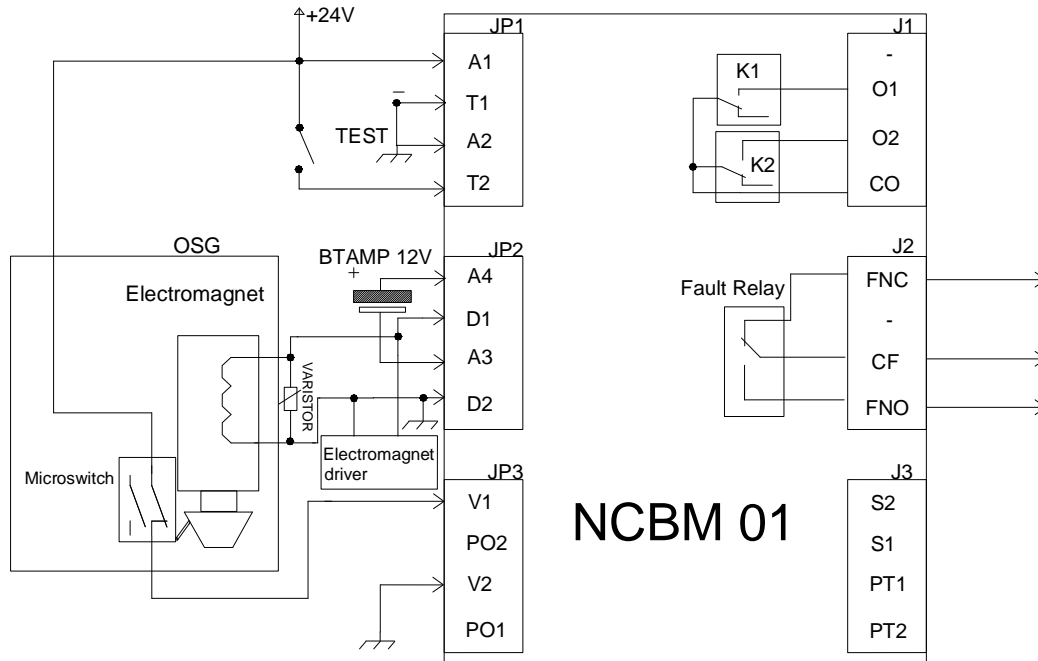 +24V
JP1
J1
A1
-
T1
K1
O1
TEST
A2
O2
T2
K2
CO
OSG
JP2
J2
BTAMP 12V
+
A4
FNC
Electromagnet
Fault Relay
D1
-
A3
CF
VARISTOR
D2
FNO
Electromagnet
driver
JP3
J3
Microswitch
V1
S2
NCBM 01
PO2
S1
V2
PT1
PO1
PT2